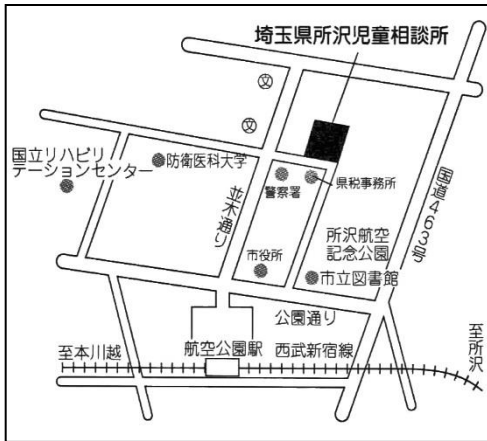 埼玉県所沢児童相談所
文
文
国立リハビリ
テーションセンター
防衛医科大学
警察署
県税事務所
並木通り
国道463号
所沢航空
記念公園
市役所
市立図書館
公園通り
航空公園駅
西武新宿線
至本川越
至所沢